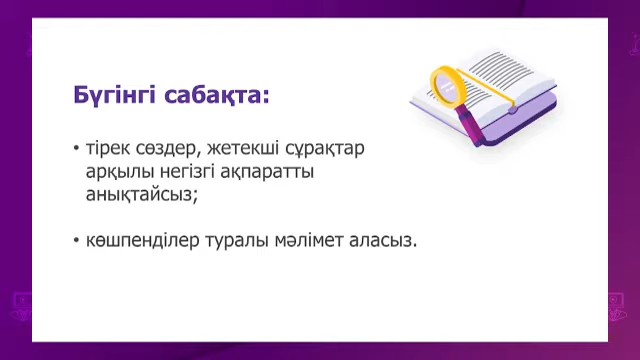 Бүгінгі сабақта:
• тірек сөздер, жетекші сұрақтар
арқылы негізгі ақпаратты
анықтайсыз;
• көшпенділер туралы мәлімет аласыз.